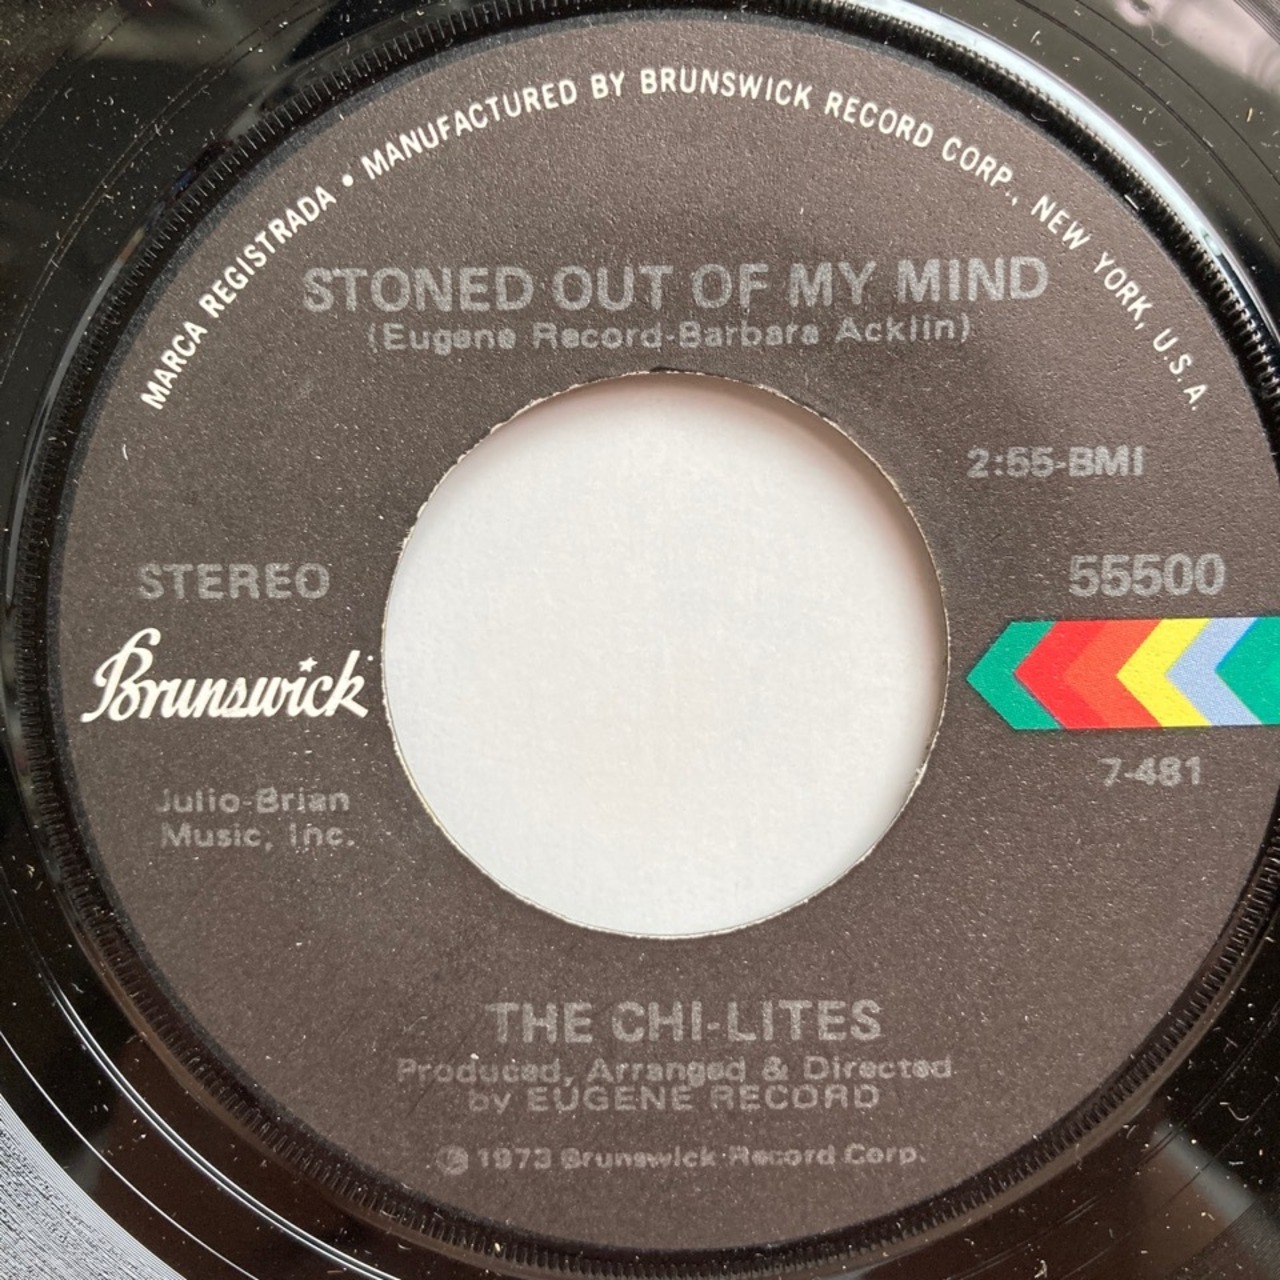 MARCA REGISTRADA • MANUFACTURED BY BRUNSWICK RECORD CORP., NEW YORK, U.S.A.
STONED OUT OF MY MIND
(Eugene Record-Barbara Acklin)
2:55-BMI
STEREO
55500
Brunswick
7-481
Julio-Brian
Music, Inc.
THE CHI-LITES
Produced, Arranged & Directed
by EUGENE RECORD
℗ 1973 Brunswick Record Corp.